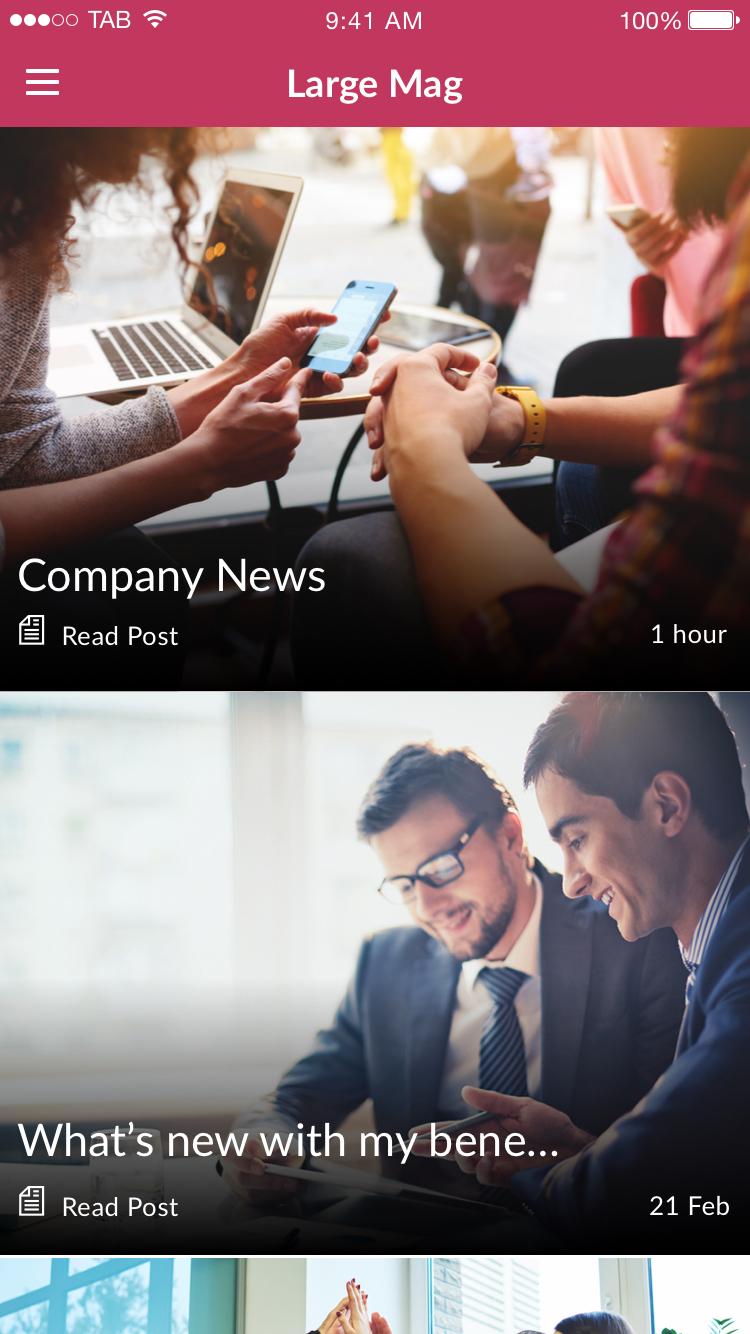 TAB 9:41 AM 100%
Large Mag
Company News
Read Post 1 hour
What's new with my bene...
Read Post 21 Feb